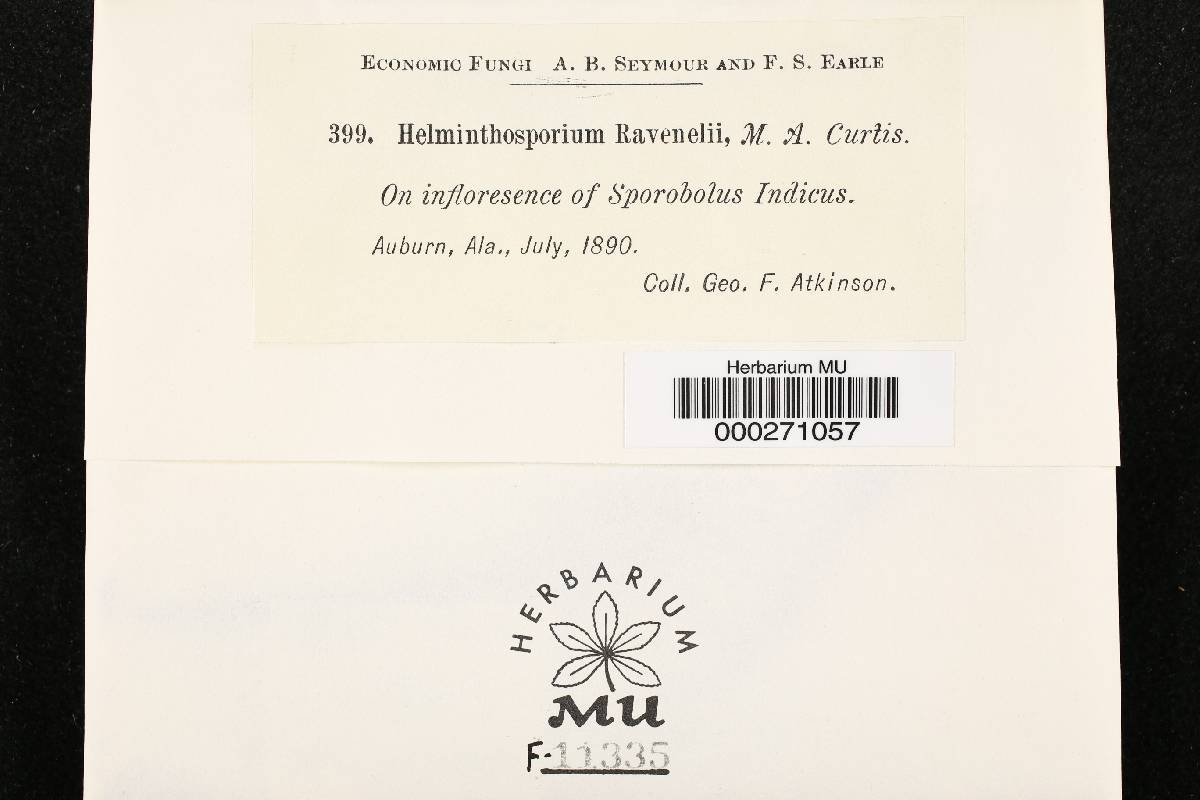 Economic Fungi A. B. Seymour and F. S. Earle
399. Helminthosporium Ravenelii, M. A. Curtis.
On infloresence of Sporobolus Indicus.
Auburn, Ala., July, 1890.
Coll. Geo. F. Atkinson.
Herbarium MU
000271057
HERBARIUM
MU
F-11335